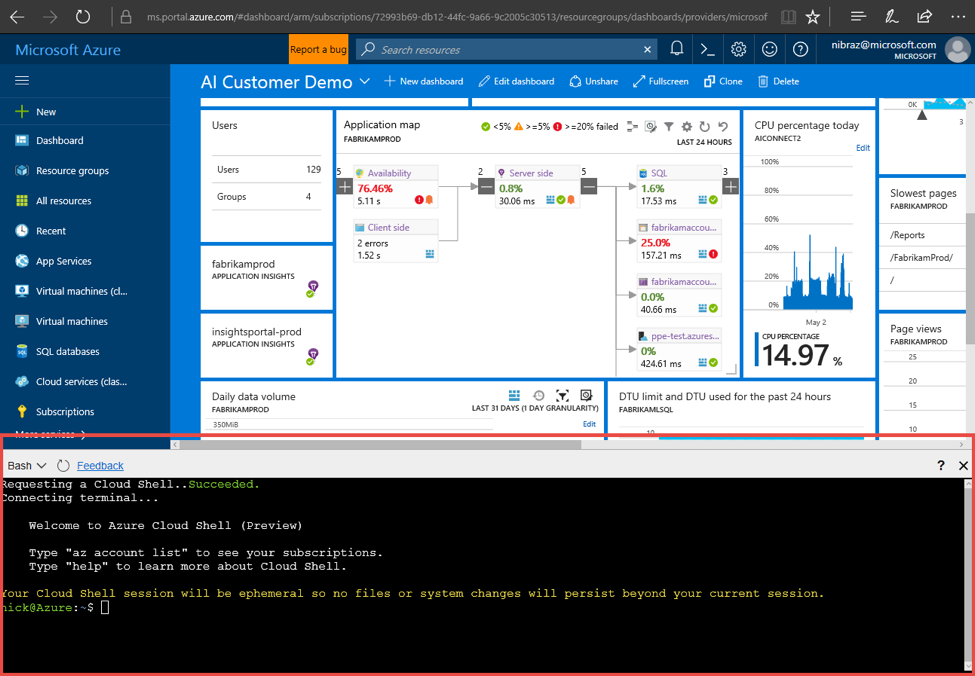 ms.portal.azure.com/#dashboard/arm/subscriptions/72993b69-db12-44fc-9a66-9c2005c30513/resourcegroups/dashboards/providers/microsof
Microsoft Azure
Report a bug
Search resources
nibraz@microsoft.com
MICROSOFT
AI Customer Demo
New dashboard
Edit dashboard
Unshare
Fullscreen
Clone
Delete
New
Dashboard
Resource groups
All resources
Recent
App Services
Virtual machines (cl...
Virtual machines
SQL databases
Cloud services (clas...
Subscriptions
More services >
Users
Users 129
Groups 4
fabrikamprod
APPLICATION INSIGHTS
insightsportal-prod
APPLICATION INSIGHTS
Application map
FABRIKAMPROD
<5% >=5% >=20% failed
LAST 24 HOURS
5
Availability
76.46%
5.11 s
Client side
2 errors
1.52 s
2
Server side
0.8%
30.06 ms
5
SQL
1.6%
17.53 ms
3
fabrikamaccou...
25.0%
157.21 ms
fabrikamaccou...
0.0%
40.66 ms
ppe-test.azures...
0%
424.61 ms
CPU percentage today
AICONNECT2
Edit
100%
80%
60%
40%
20%
0%
May 2
CPU PERCENTAGE
14.97 %
0K
3
Slowest pages
FABRIKAMPROD
/Reports
/FabrikamProd/
/
Page views
FABRIKAMPROD
25
20
15
10
Daily data volume
FABRIKAMPROD
LAST 31 DAYS (1 DAY GRANULARITY)
Edit
350MiB
DTU limit and DTU used for the past 24 hours
FABRIKAMLSQL
10
Bash
Feedback
? ×
Requesting a Cloud Shell..Succeeded.
Connecting terminal...
Welcome to Azure Cloud Shell (Preview)
Type "az account list" to see your subscriptions.
Type "help" to learn more about Cloud Shell.
Your Cloud Shell session will be ephemeral so no files or system changes will persist beyond your current session.
nick@Azure:~$